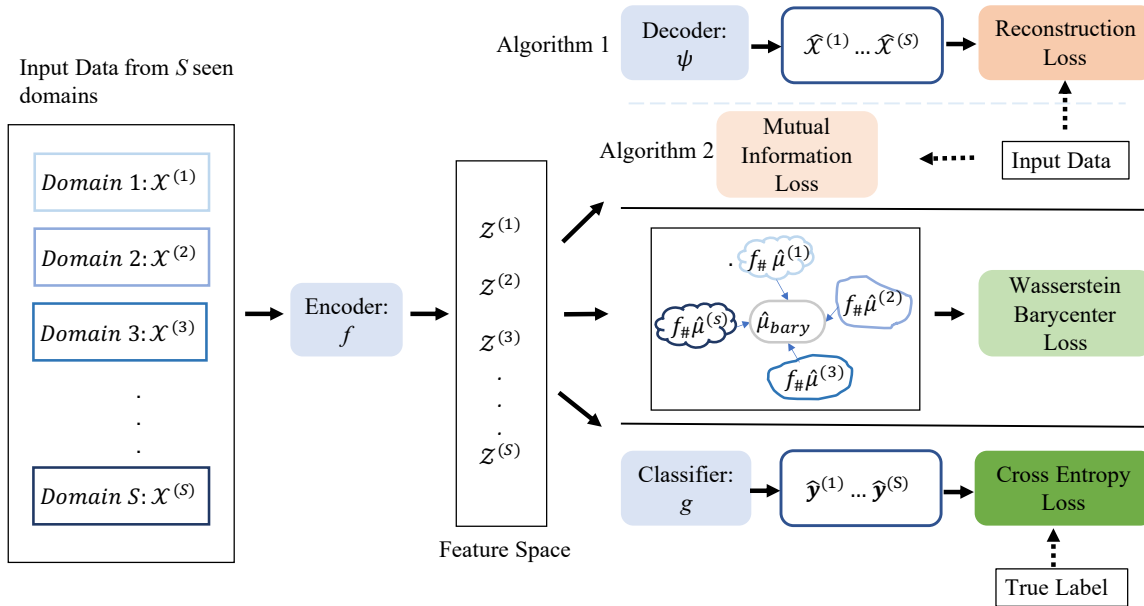 Input Data from S seen
domains
Domain 1: 𝒳⁽¹⁾
Domain 2: 𝒳⁽²⁾
Domain 3: 𝒳⁽³⁾
.
.
.
Domain S: 𝒳⁽ˢ⁾
Encoder:
f
𝒵⁽¹⁾
𝒵⁽²⁾
𝒵⁽³⁾
.
.
.
𝒵⁽ˢ⁾
Feature Space
Algorithm 1
Decoder:
ψ
𝒳̂⁽¹⁾ … 𝒳̂⁽ˢ⁾
Reconstruction
Loss
Algorithm 2
Mutual
Information
Loss
Input Data
. f# μ̂⁽¹⁾
f# μ̂⁽²⁾
f# μ̂⁽ˢ⁾
μ̂_bary
f# μ̂⁽³⁾
Wasserstein
Barycenter
Loss
Classifier:
g
ŷ⁽¹⁾ … ŷ⁽ˢ⁾
Cross Entropy
Loss
True Label